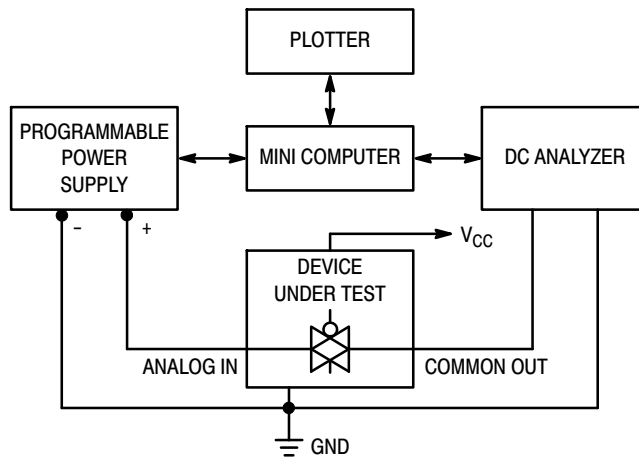 PLOTTER
PROGRAMMABLE
POWER
SUPPLY
MINI COMPUTER
DC ANALYZER
– +
VCC
DEVICE
UNDER TEST
ANALOG IN
COMMON OUT
GND